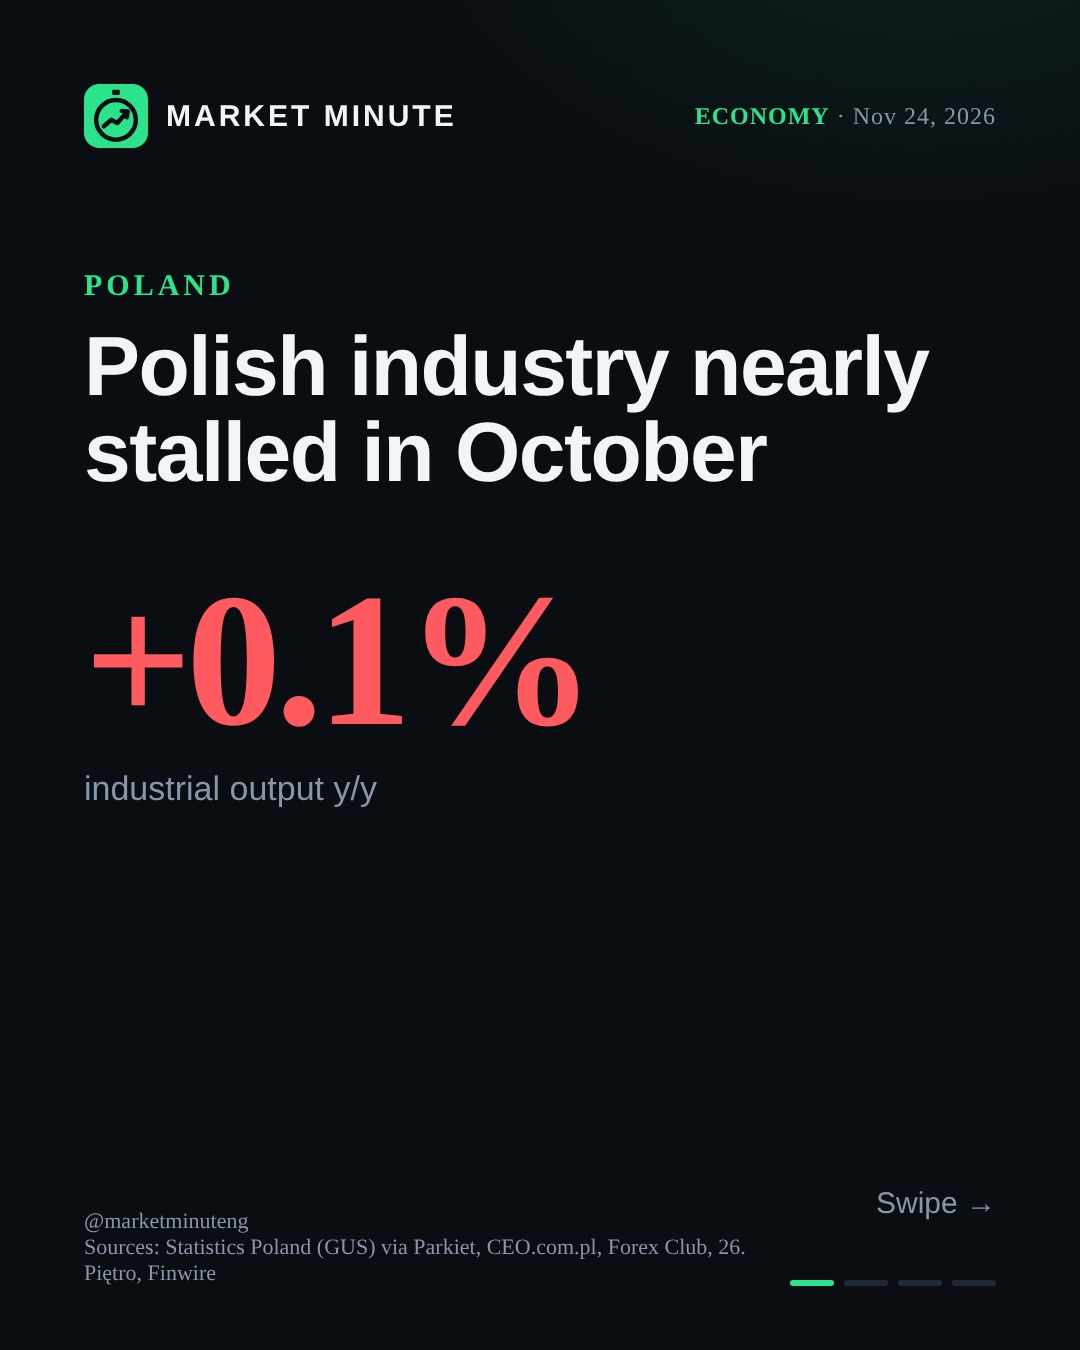 MARKET MINUTE
ECONOMY · Nov 24, 2026
POLAND
Polish industry nearly
stalled in October
+0.1%
industrial output y/y
Swipe →
@marketminuteng
Sources: Statistics Poland (GUS) via Parkiet, CEO.com.pl, Forex Club, 26.
Piętro, Finwire